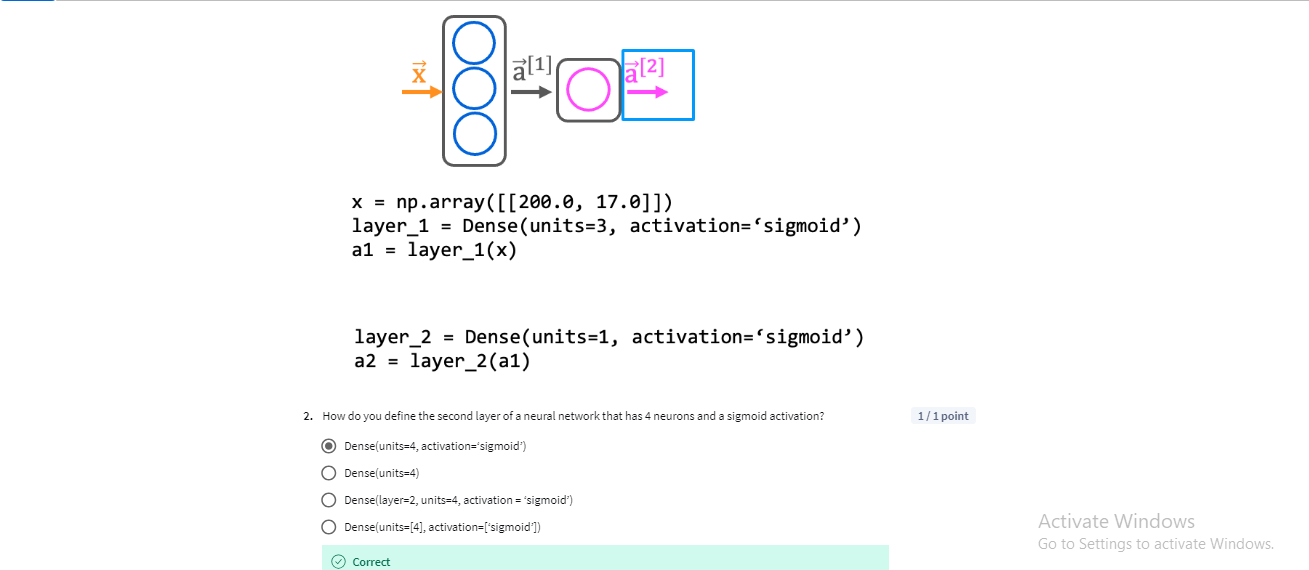 x⃗ a⃗[1] a⃗[2]
x = np.array([[200.0, 17.0]])
layer_1 = Dense(units=3, activation=‘sigmoid’)
a1 = layer_1(x)
layer_2 = Dense(units=1, activation=‘sigmoid’)
a2 = layer_2(a1)
2. How do you define the second layer of a neural network that has 4 neurons and a sigmoid activation? 1 / 1 point
Dense(units=4, activation=‘sigmoid’)
Dense(units=4)
Dense(layer=2, units=4, activation = ‘sigmoid’)
Dense(units=[4], activation=[‘sigmoid’])
Correct
Activate Windows
Go to Settings to activate Windows.